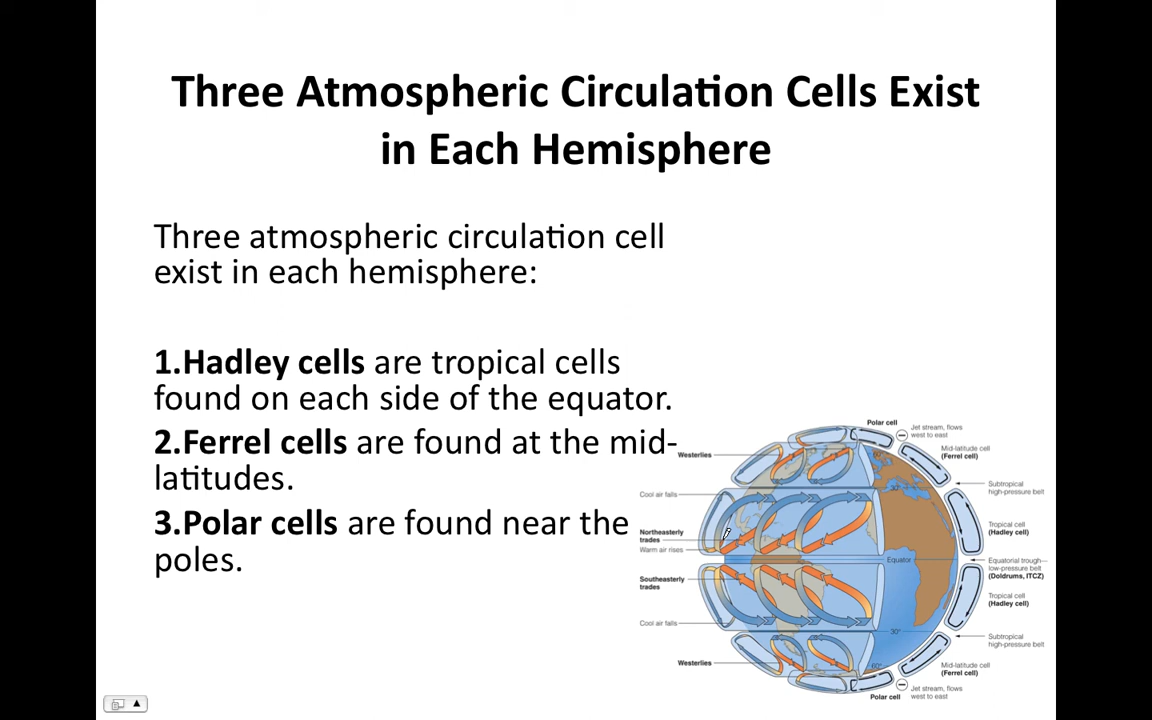 Three Atmospheric Circulation Cells Exist
in Each Hemisphere
Three atmospheric circulation cell
exist in each hemisphere:
1.Hadley cells are tropical cells
found on each side of the equator.
2.Ferrel cells are found at the mid-
latitudes.
3.Polar cells are found near the
poles.
Polar cell
Jet stream, flows
west to east
Mid-latitude cell
(Ferrel cell)
Westerlies
60°
Subtropical
high-pressure belt
Cool air falls
30°
Tropical cell
(Hadley cell)
Northeasterly
trades
Warm air rises
Equator
Equatorial trough—
low-pressure belt
(Doldrums, ITCZ)
Southeasterly
trades
Tropical cell
(Hadley cell)
Cool air falls
30°
Subtropical
high-pressure belt
Westerlies
60°
Mid-latitude cell
(Ferrel cell)
Jet stream, flows
west to east
Polar cell